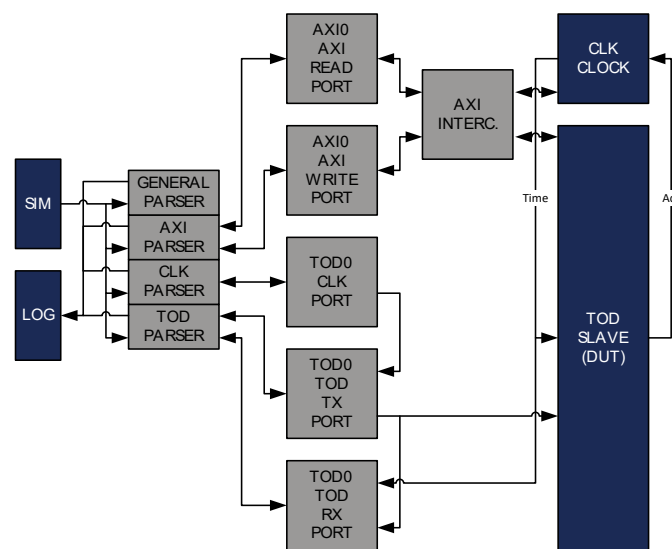 AXI0
AXI
READ
PORT
CLK
CLOCK
AXI
INTERC.
AXI0
AXI
WRITE
PORT
SIM
GENERAL
PARSER
AXI
PARSER
CLK
PARSER
TOD
PARSER
LOG
Time
TOD0
CLK
PORT
TOD
SLAVE
(DUT)
TOD0
TOD
TX
PORT
TOD0
TOD
RX
PORT